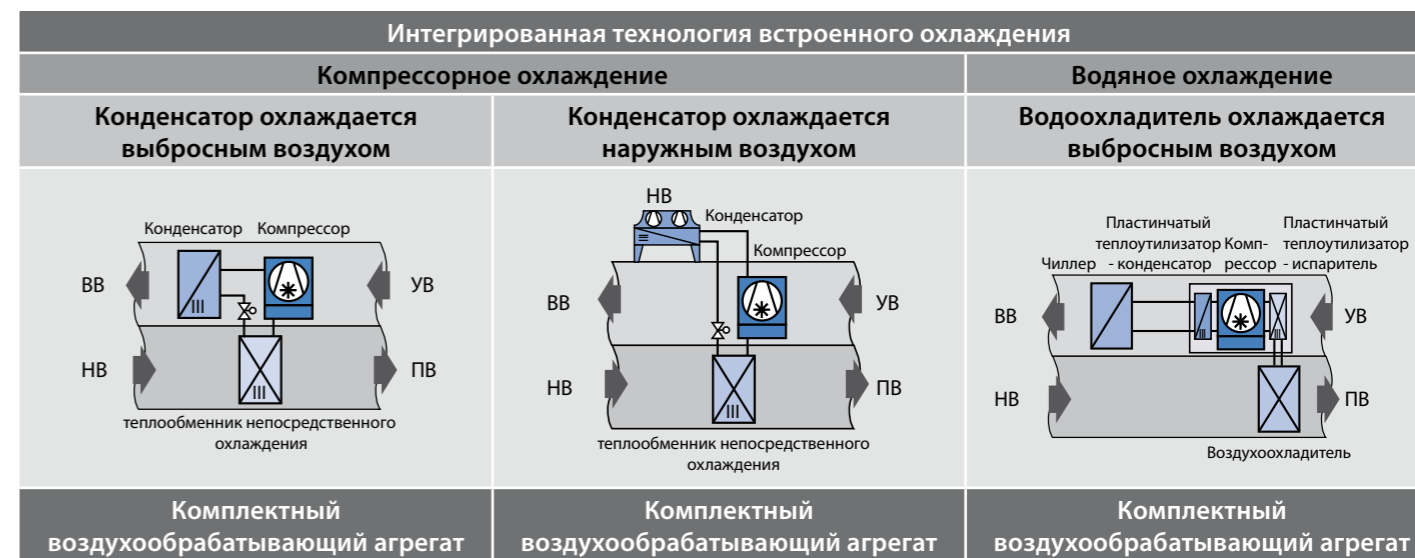 Интегрированная технология встроенного охлаждения
Компрессорное охлаждение
Водяное охлаждение
Конденсатор охлаждается
выбросным воздухом
Конденсатор охлаждается
наружным воздухом
Водоохладитель охлаждается
выбросным воздухом
Конденсатор
Компрессор
ВВ
УВ
НВ
ПВ
теплообменник непосредственного
охлаждения
НВ
Конденсатор
Компрессор
ВВ
УВ
НВ
ПВ
теплообменник непосредственного
охлаждения
Чиллер
Пластинчатый
теплоутилизатор
- конденсатор
Комп-
рессор
Пластинчатый
теплоутилизатор
- испаритель
ВВ
УВ
НВ
ПВ
Воздухоохладитель
Комплектный
воздухообрабатывающий агрегат
Комплектный
воздухообрабатывающий агрегат
Комплектный
воздухообрабатывающий агрегат